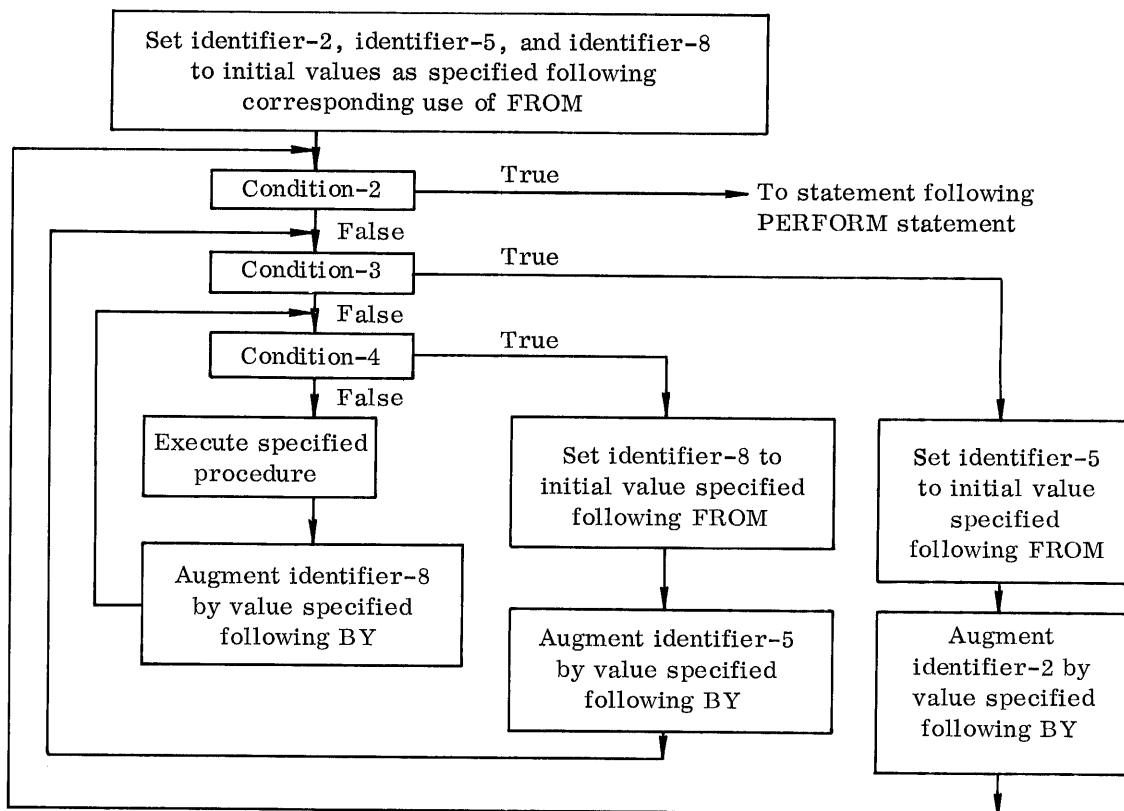 Set identifier-2, identifier-5, and identifier-8
to initial values as specified following
corresponding use of FROM
Condition-2
True
To statement following
PERFORM statement
False
Condition-3
True
False
Condition-4
True
False
Execute specified
procedure
Augment identifier-8
by value specified
following BY
Set identifier-8 to
initial value specified
following FROM
Augment identifier-5
by value specified
following BY
Set identifier-5
to initial value
specified
following FROM
Augment
identifier-2 by
value specified
following BY